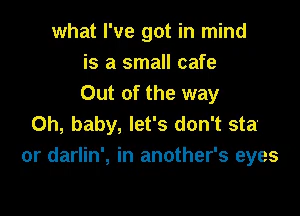 what I've got in mind
is a small cafe
Out of the way
Oh, baby, let's don't sta
or darlin', in another's eyes